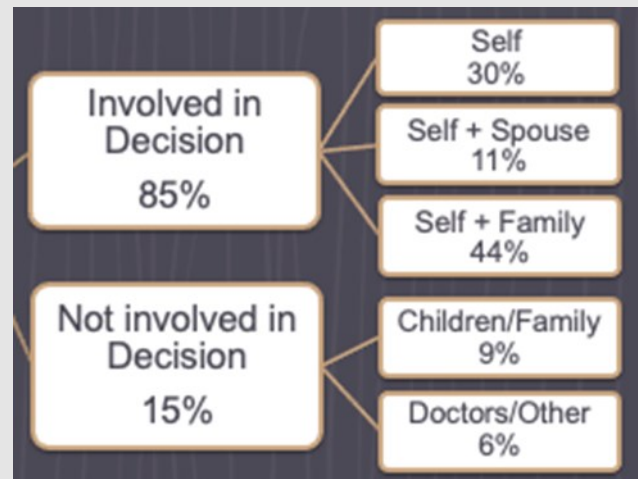 Involved in
Decision
85%
Self
30%
Self + Spouse
11%
Self + Family
44%
Not involved in
Decision
15%
Children/Family
9%
Doctors/Other
6%